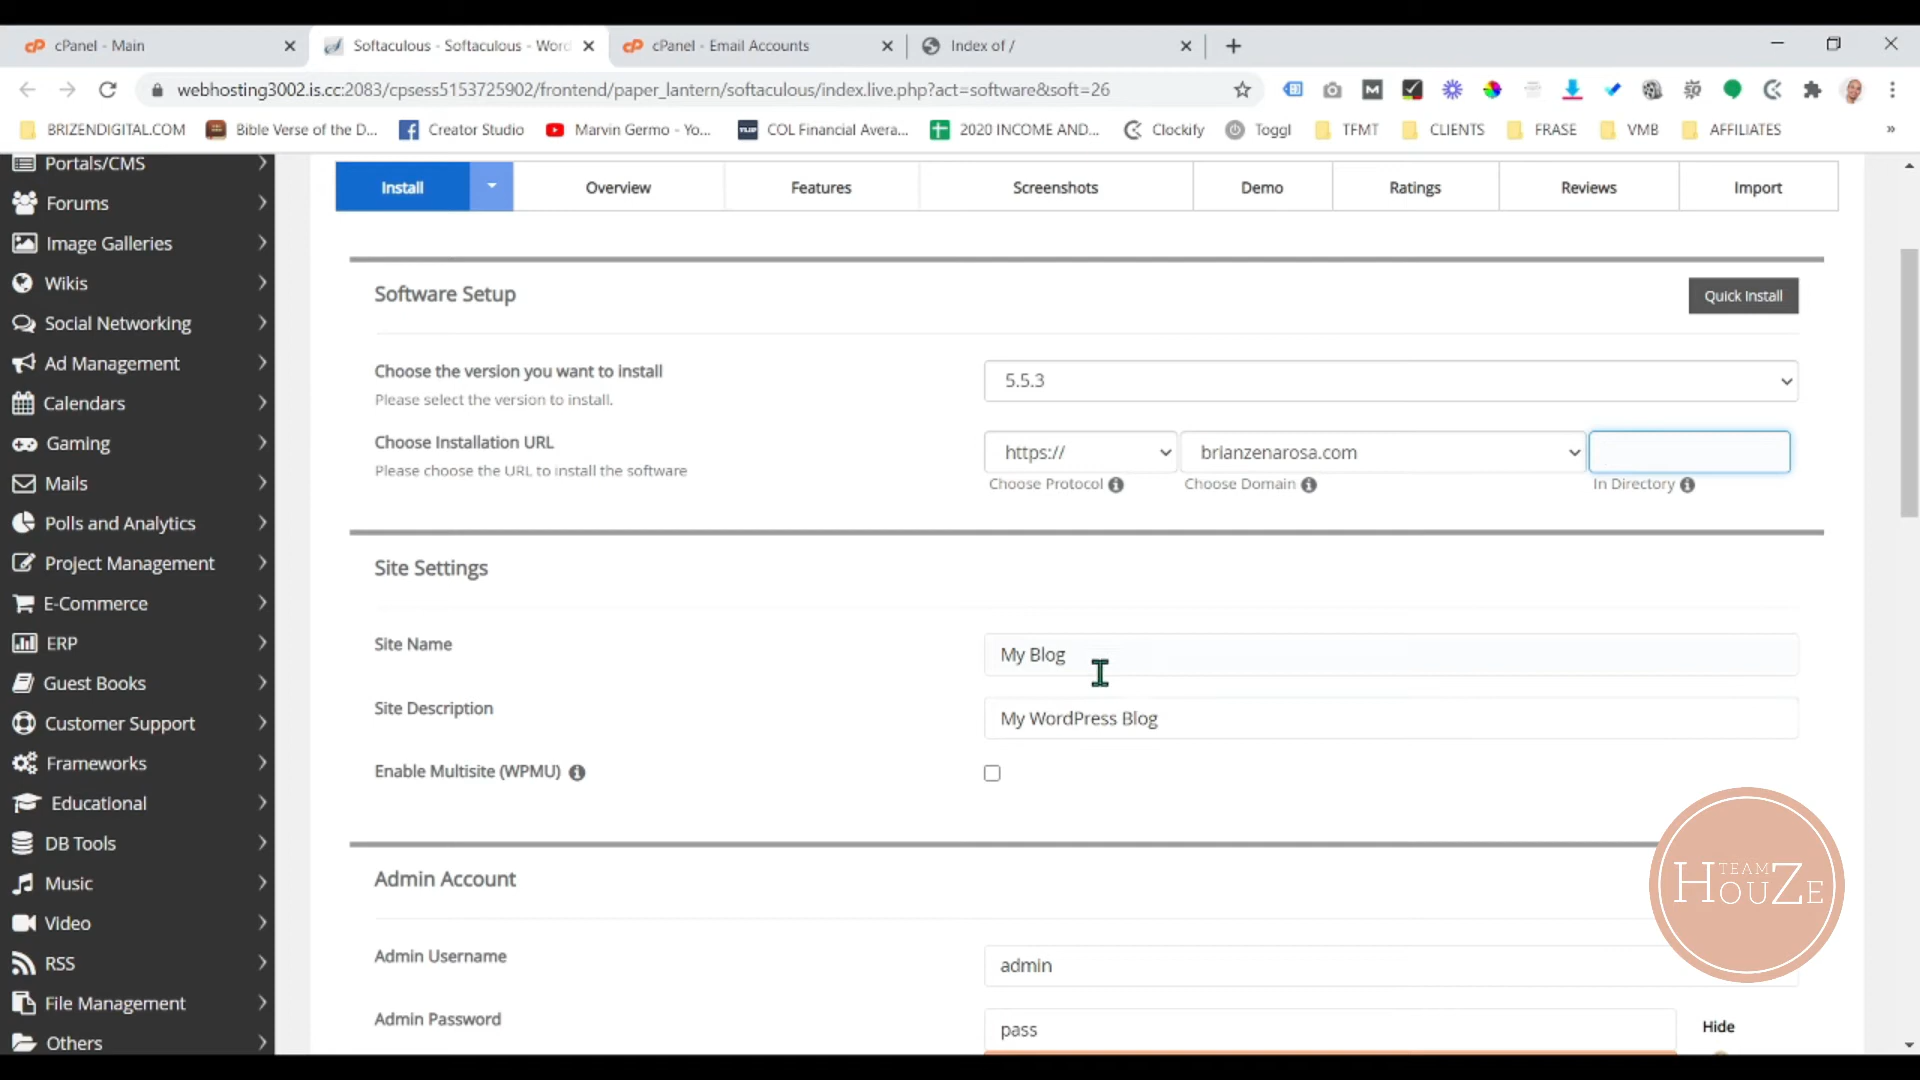 cPanel - Main
Softaculous - Softaculous - Word
cPanel - Email Accounts
Index of /
webhosting3002.is.cc:2083/cpsess5153725902/frontend/paper_lantern/softaculous/index.live.php?act=software&soft=26
BRIZENDIGITAL.COM
Bible Verse of the D...
Creator Studio
Marvin Germo - Yo...
COL Financial Avera...
2020 INCOME AND...
Clockify
Toggl
TFMT
CLIENTS
FRASE
VMB
AFFILIATES
»
Portals/CMS
Forums
Image Galleries
Wikis
Social Networking
Ad Management
Calendars
Gaming
Mails
Polls and Analytics
Project Management
E-Commerce
ERP
Guest Books
Customer Support
Frameworks
Educational
DB Tools
Music
Video
RSS
File Management
Others
Install
Overview
Features
Screenshots
Demo
Ratings
Reviews
Import
Software Setup
Quick Install
Choose the version you want to install
Please select the version to install.
5.5.3
Choose Installation URL
Please choose the URL to install the software
https://
brianzenarosa.com
Choose Protocol
Choose Domain
In Directory
Site Settings
Site Name
My Blog
Site Description
My WordPress Blog
Enable Multisite (WPMU)
Admin Account
Admin Username
admin
Admin Password
pass
Hide
TEAM
HOUZE